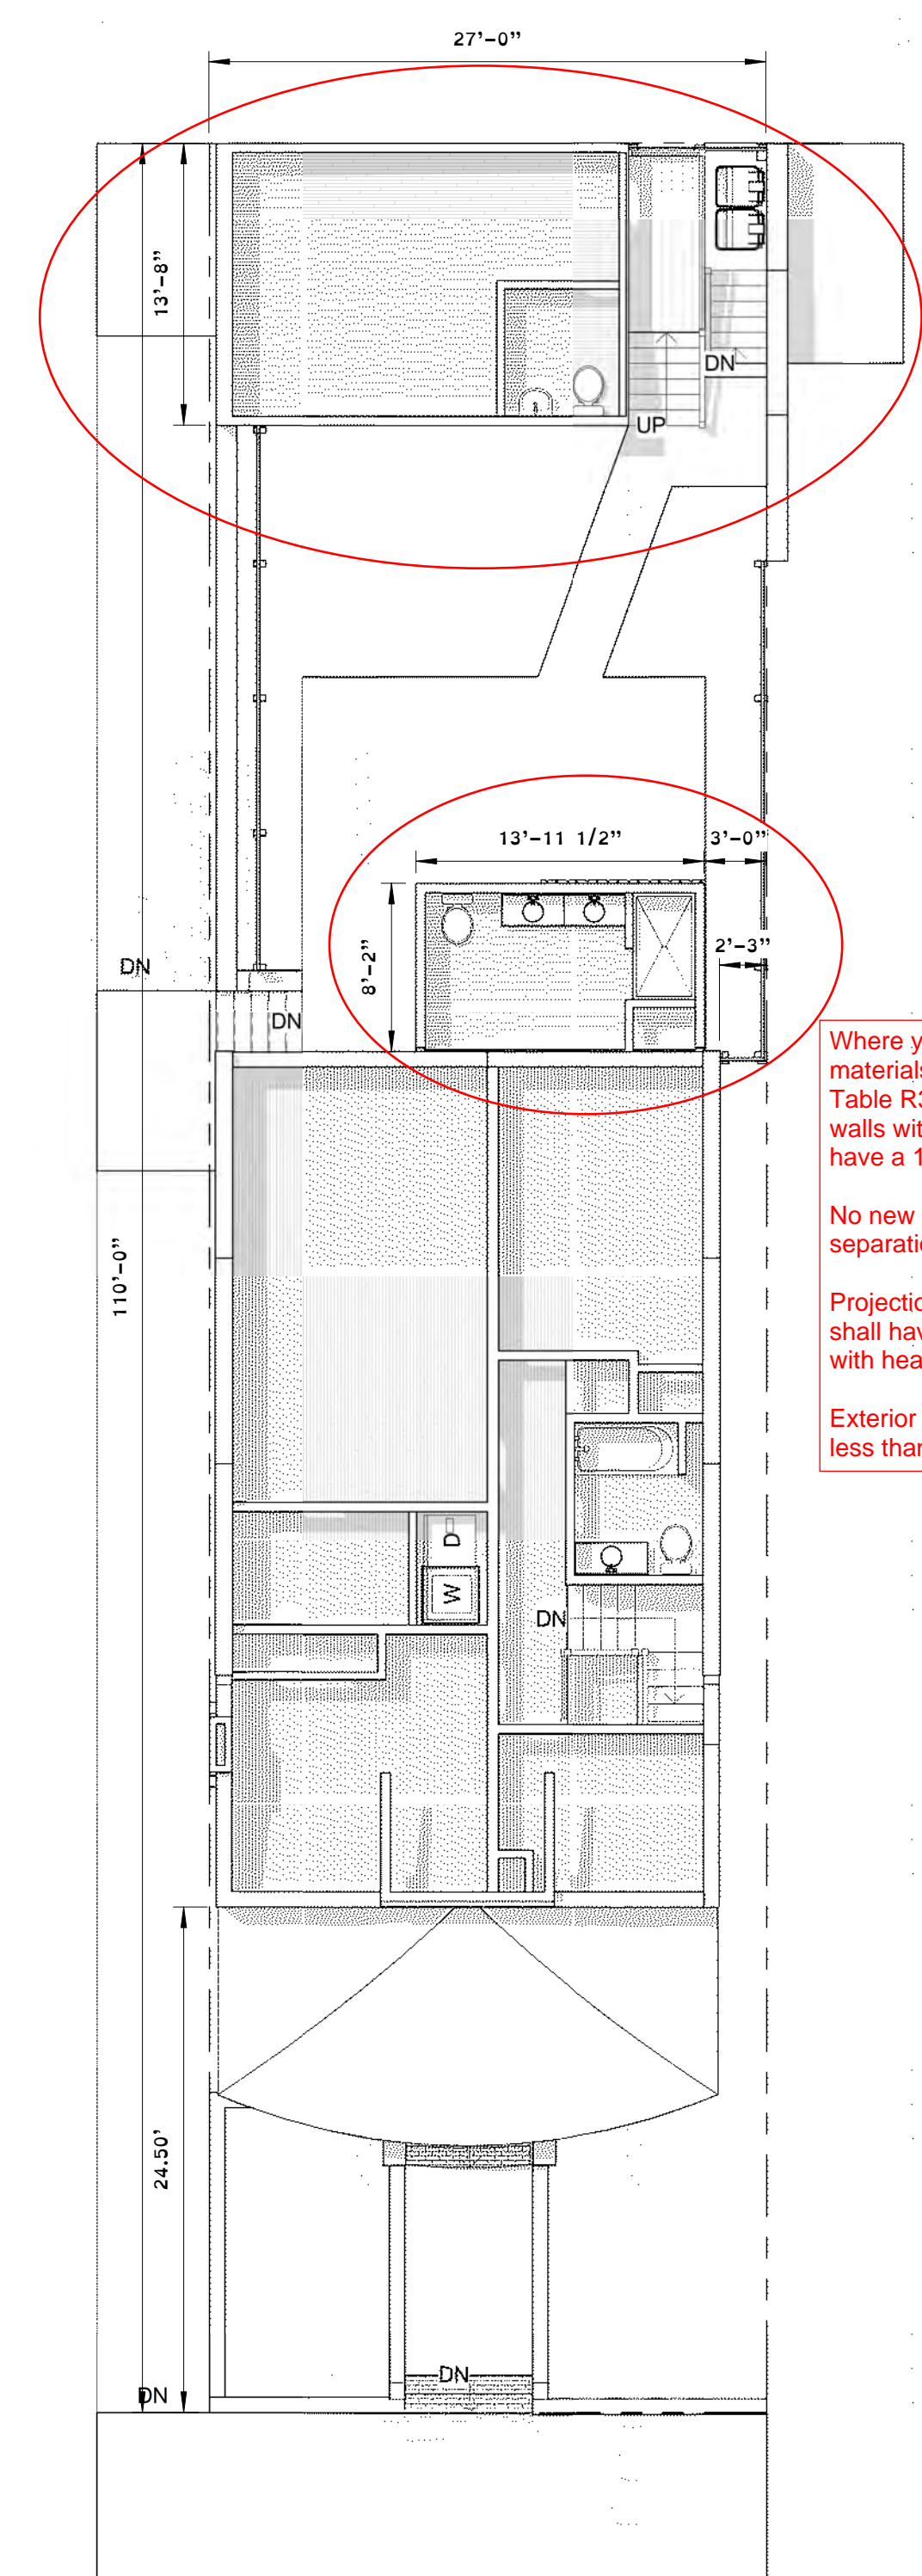 27'-0"
13'-8"
DN
UP
13'-11 1/2"
3'-0"
8'-2"
2'-3"
DN
DN
Where y
materials
Table R3
walls wit
have a 1
No new
separatio
Projectio
shall hav
with hea
Exterior
less than
110'-0"
D
W
DN
24.50'
DN
DN